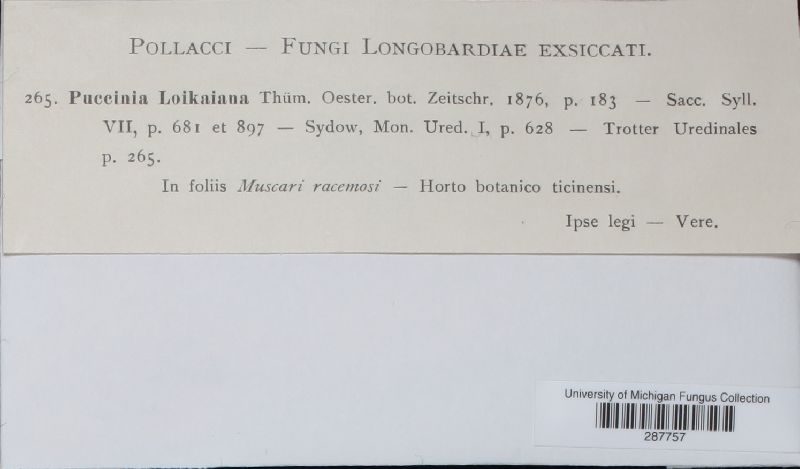 POLLACCI — FUNGI LONGOBARDIAE EXSICCATI.
265. Puccinia Loikaiana Thüm. Oester. bot. Zeitschr. 1876, p. 183 — Sacc. Syll.
VII, p. 681 et 897 — Sydow, Mon. Ured. I, p. 628 — Trotter Uredinales
p. 265.
In foliis Muscari racemosi — Horto botanico ticinensi.
Ipse legi — Vere.
University of Michigan Fungus Collection
287757